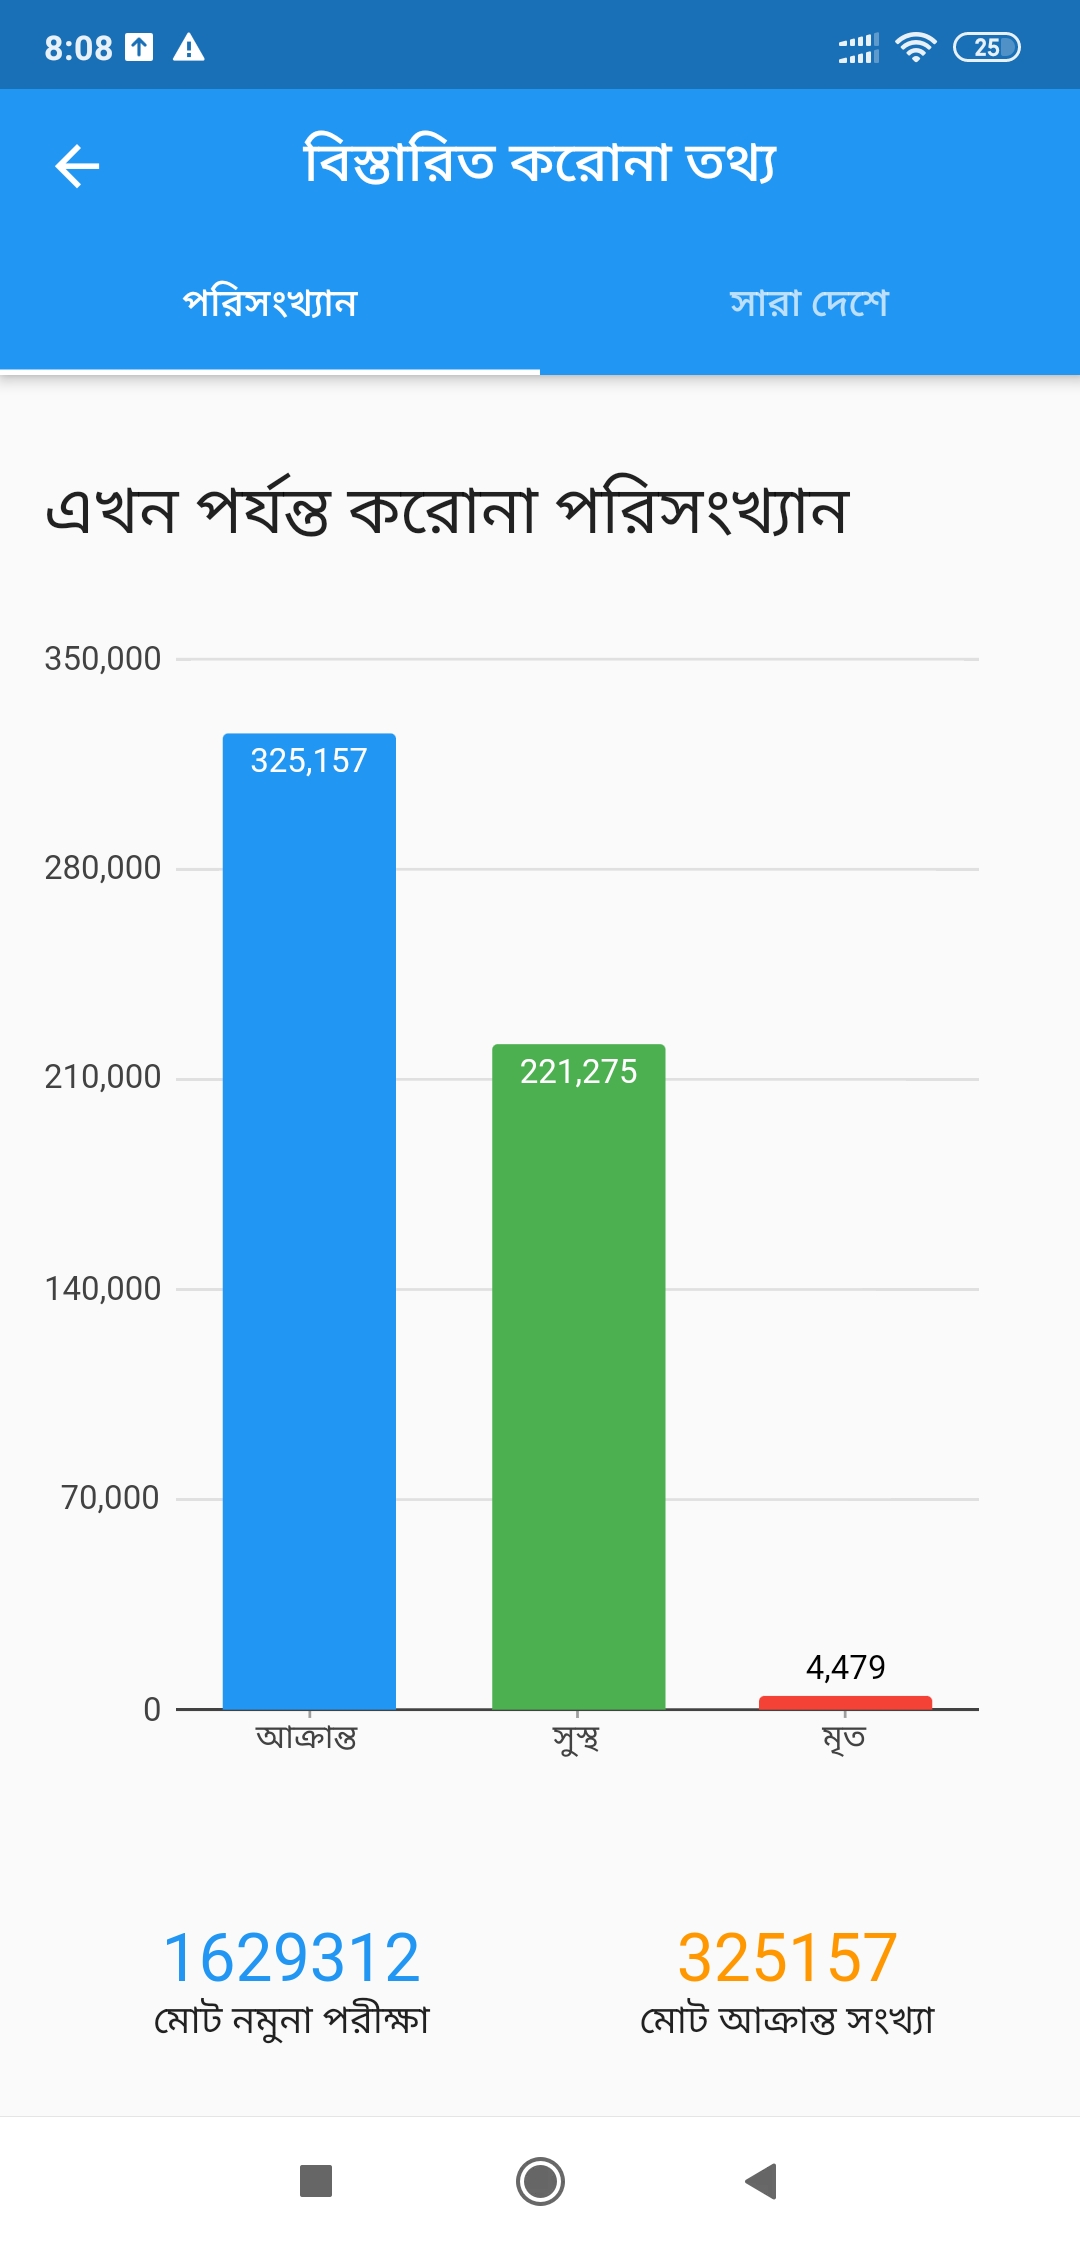 8:08
25
বিস্তারিত করোনা তথ্য
পরিসংখ্যান
সারা দেশে
এখন পর্যন্ত করোনা পরিসংখ্যান
350,000
325,157
280,000
221,275
210,000
140,000
70,000
4,479
0
আক্রান্ত
সুস্থ
মৃত
1629312
মোট নমুনা পরীক্ষা
325157
মোট আক্রান্ত সংখ্যা